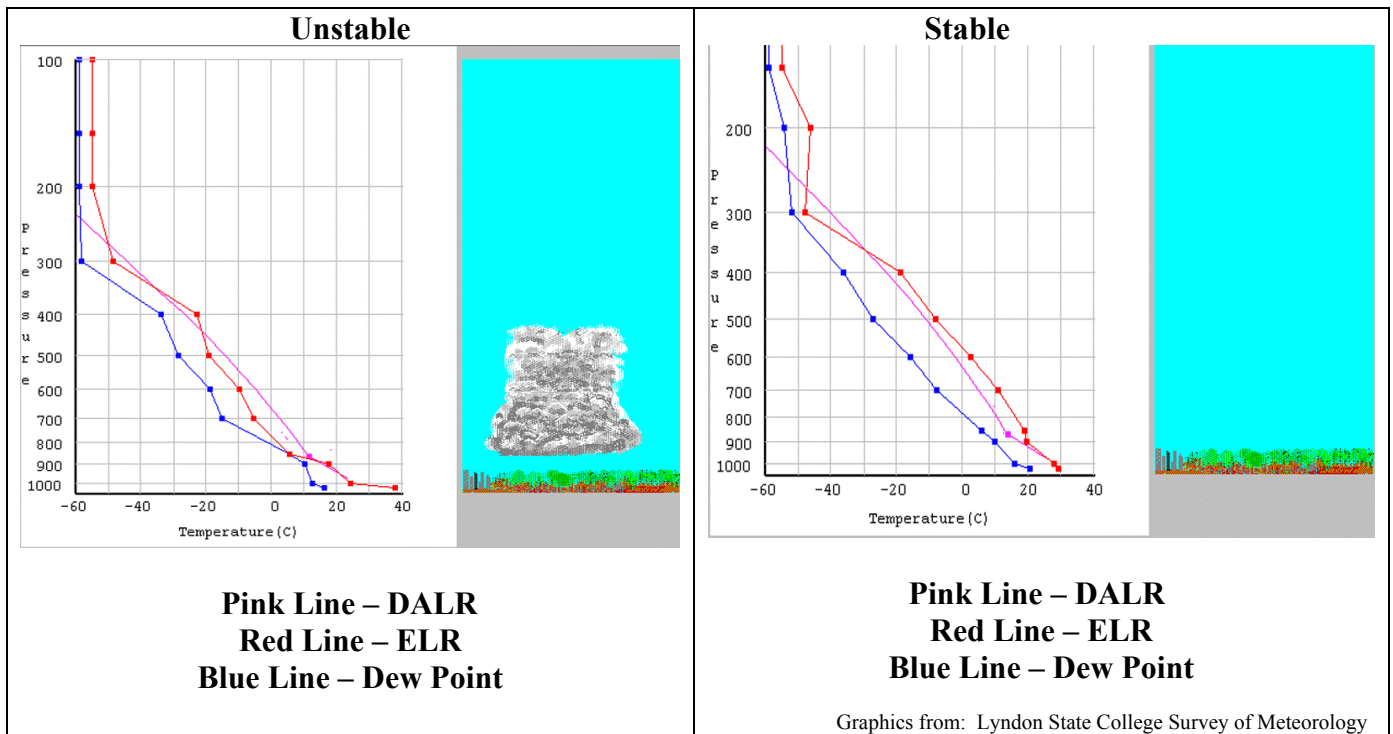 Unstable
100
200
300
400
500
600
700
800
900
1000
Pressure
-60 -40 -20 0 20 40
Temperature(C)
Pink Line – DALR
Red Line – ELR
Blue Line – Dew Point
Stable
200
300
400
500
600
700
800
900
1000
Pressure
-60 -40 -20 0 20 40
Temperature(C)
Pink Line – DALR
Red Line – ELR
Blue Line – Dew Point
Graphics from: Lyndon State College Survey of Meteorology